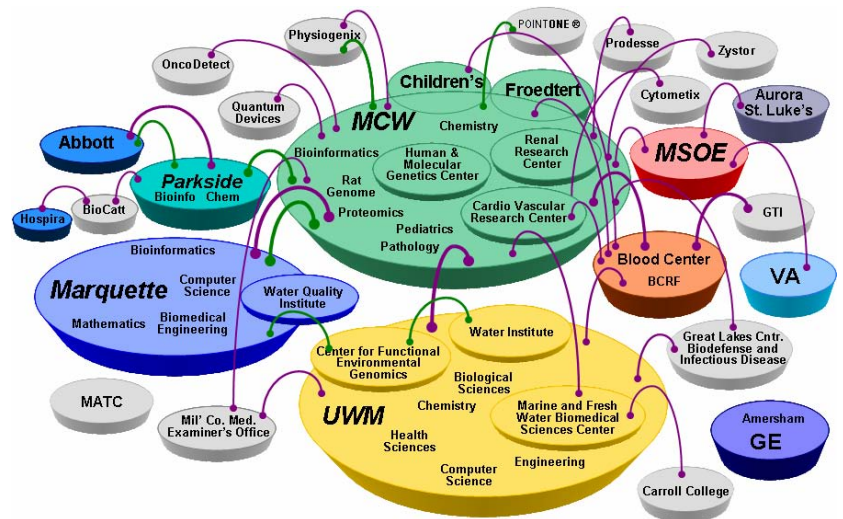 Physiogenix
POINTONE ®
Prodesse
Zystor
OncoDetect
Children's
Froedtert
Cytometix
Aurora
St. Luke's
Quantum
Devices
MCW
Chemistry
Abbott
Bioinformatics
Human &
Molecular
Genetics Center
Renal
Research
Center
MSOE
Parkside
Bioinfo Chem
Rat
Genome
Proteomics
Cardio Vascular
Research Center
Hospira
BioCatt
Pediatrics
Pathology
GTI
Bioinformatics
Blood Center
BCRF
VA
Marquette
Computer
Science
Water Quality
Institute
Mathematics
Biomedical
Engineering
Water Institute
Great Lakes Cntr.
Biodefense and
Infectious Disease
Center for Functional
Environmental
Genomics
Biological
Sciences
MATC
Mil' Co. Med.
Examiner's Office
UWM
Chemistry
Marine and Fresh
Water Biomedical
Sciences Center
Amersham
GE
Health
Sciences
Engineering
Computer
Science
Carroll College